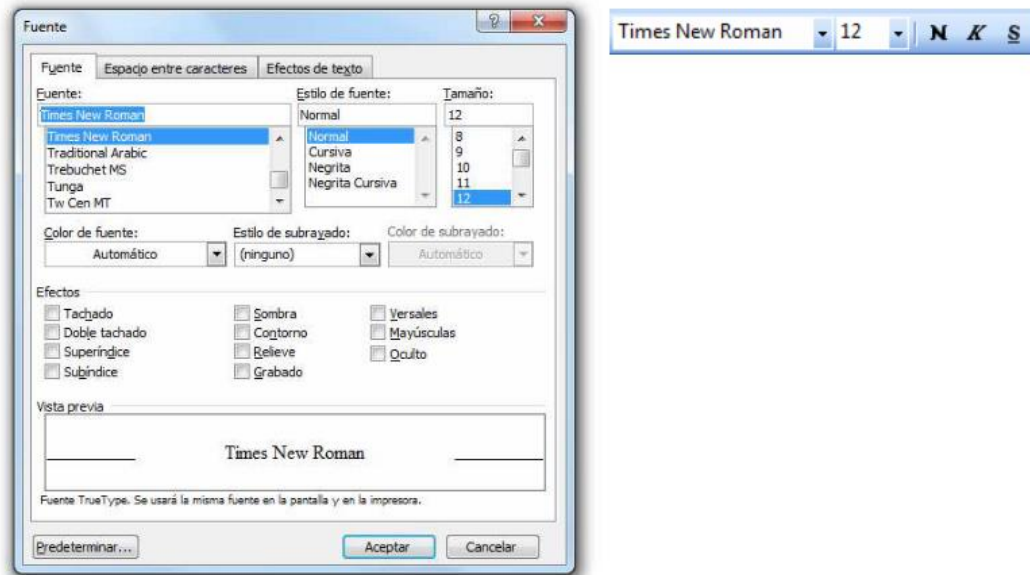 Fuente
Fuente Espacio entre caracteres Efectos de texto
Fuente: Estilo de fuente: Tamaño:
Times New Roman Normal 12
Times New Roman Normal 8
Traditional Arabic Cursiva 9
Trebuchet MS Negrita 10
Tunga Negrita Cursiva 11
Tw Cen MT 12
Color de fuente: Estilo de subrayado: Color de subrayado:
Automático (ninguno) Automático
Efectos
Tachado Sombra Versales
Doble tachado Contorno Mayúsculas
Superíndice Relieve Oculto
Subíndice Grabado
Vista previa
Times New Roman
Fuente TrueType. Se usará la misma fuente en la pantalla y en la impresora.
Predeterminar... Aceptar Cancelar
Times New Roman 12 N K S